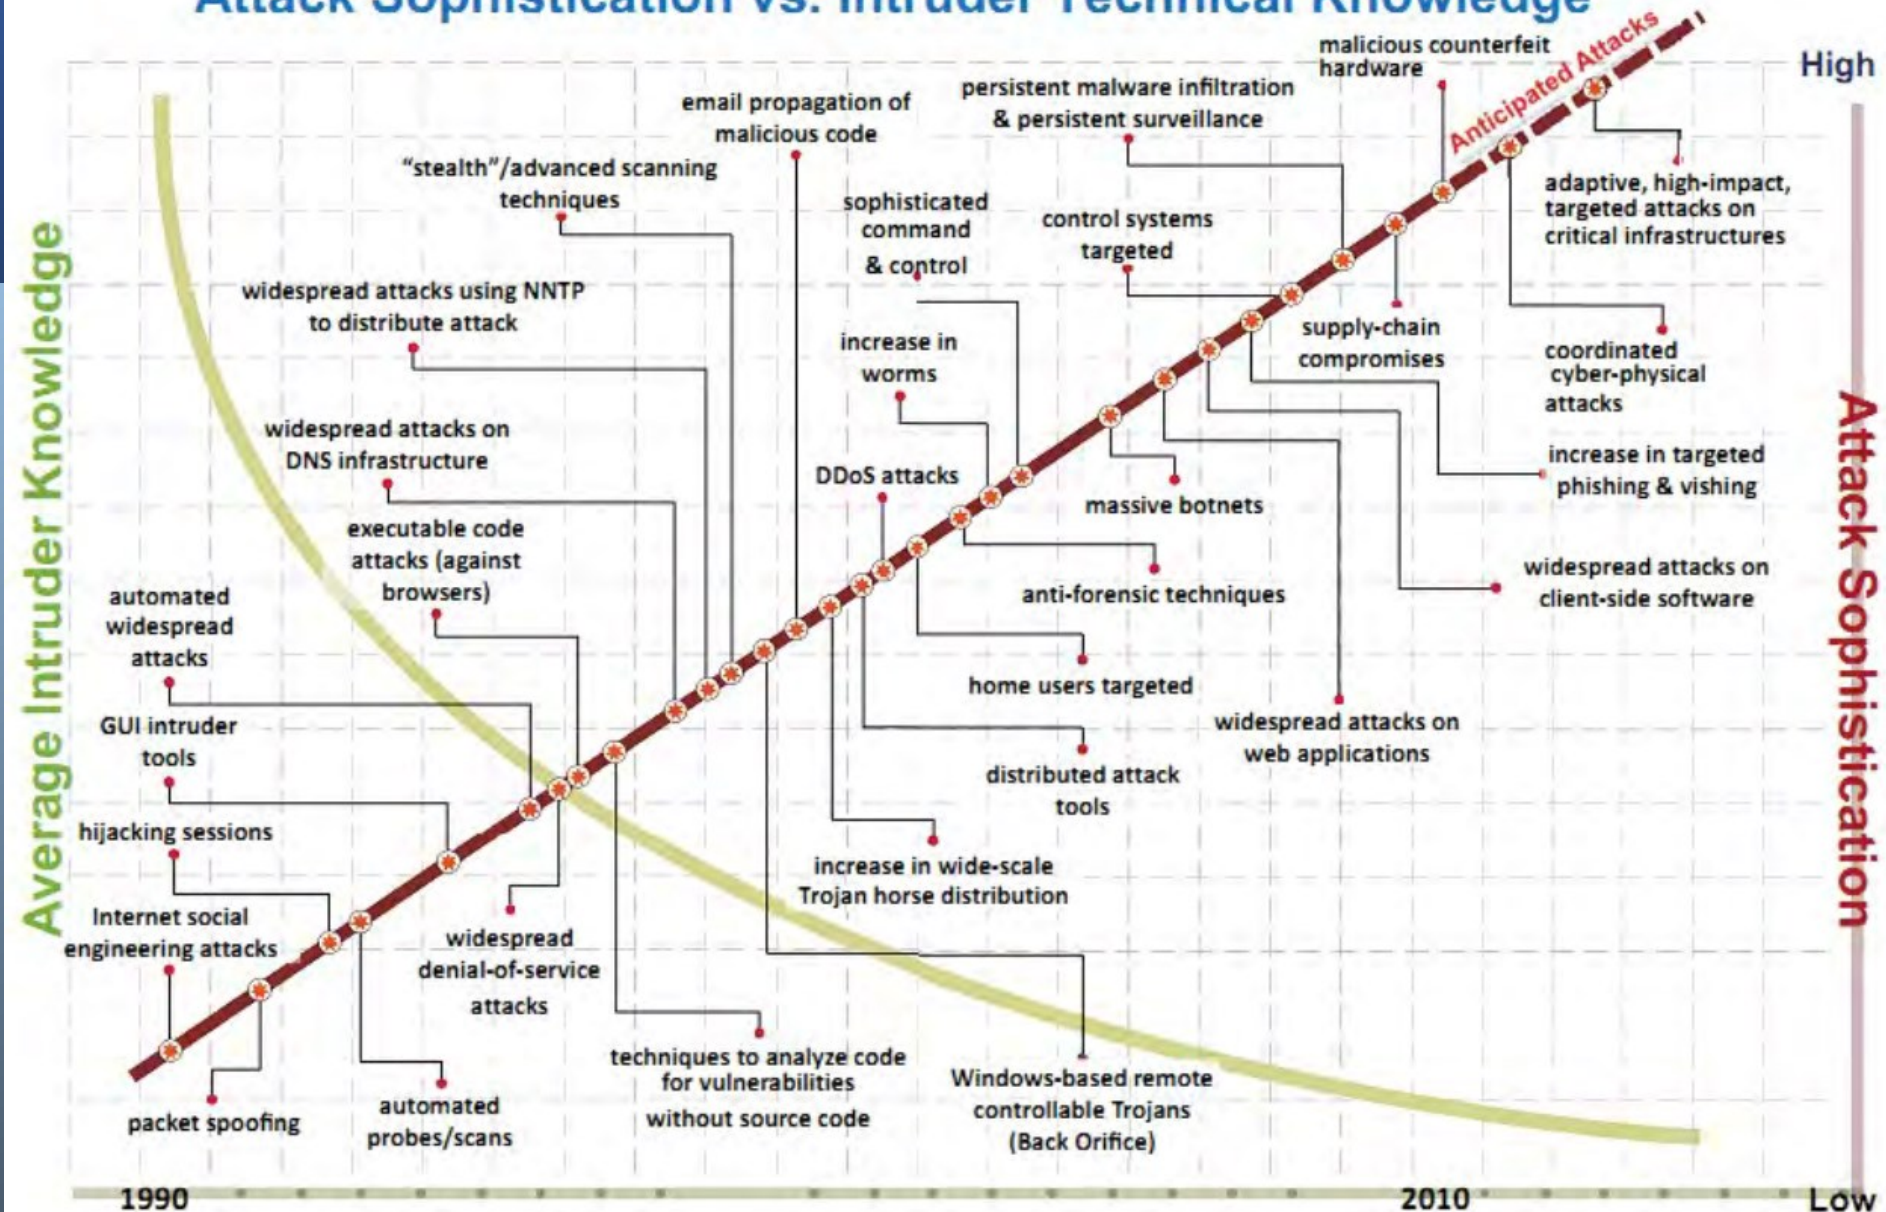 Attack Sophistication vs. Intruder Technical Knowledge
High
Anticipated Attacks
malicious counterfeit
hardware
persistent malware infiltration
& persistent surveillance
email propagation of
malicious code
"stealth"/advanced scanning
techniques
adaptive, high-impact,
targeted attacks on
critical infrastructures
sophisticated
command
& control
control systems
targeted
widespread attacks using NNTP
to distribute attack
supply-chain
compromises
increase in
worms
coordinated
cyber-physical
attacks
widespread attacks on
DNS infrastructure
DDoS attacks
massive botnets
increase in targeted
phishing & vishing
executable code
attacks (against
browsers)
widespread attacks on
client-side software
anti-forensic techniques
automated
widespread
attacks
home users targeted
widespread attacks on
web applications
GUI intruder
tools
distributed attack
tools
hijacking sessions
increase in wide-scale
Trojan horse distribution
Internet social
engineering attacks
widespread
denial-of-service
attacks
techniques to analyze code
for vulnerabilities
without source code
Windows-based remote
controllable Trojans
(Back Orifice)
packet spoofing
automated
probes/scans
Average Intruder Knowledge
Attack Sophistication
1990
2010
Low